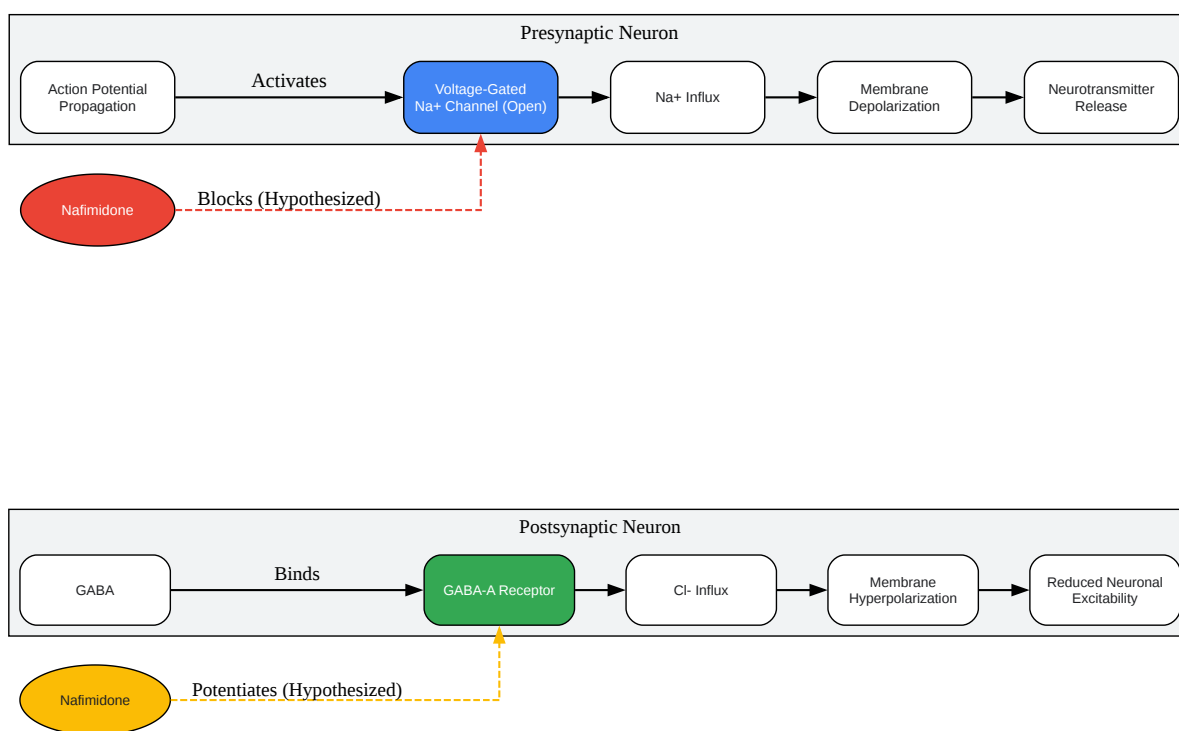 Presynaptic Neuron
Action Potential
Propagation
Activates
Voltage-Gated
Na+ Channel (Open)
Na+ Influx
Membrane
Depolarization
Neurotransmitter
Release
Nafimidone
Blocks (Hypothesized)
Postsynaptic Neuron
GABA
Binds
GABA-A Receptor
Cl- Influx
Membrane
Hyperpolarization
Reduced Neuronal
Excitability
Nafimidone
Potentiates (Hypothesized)